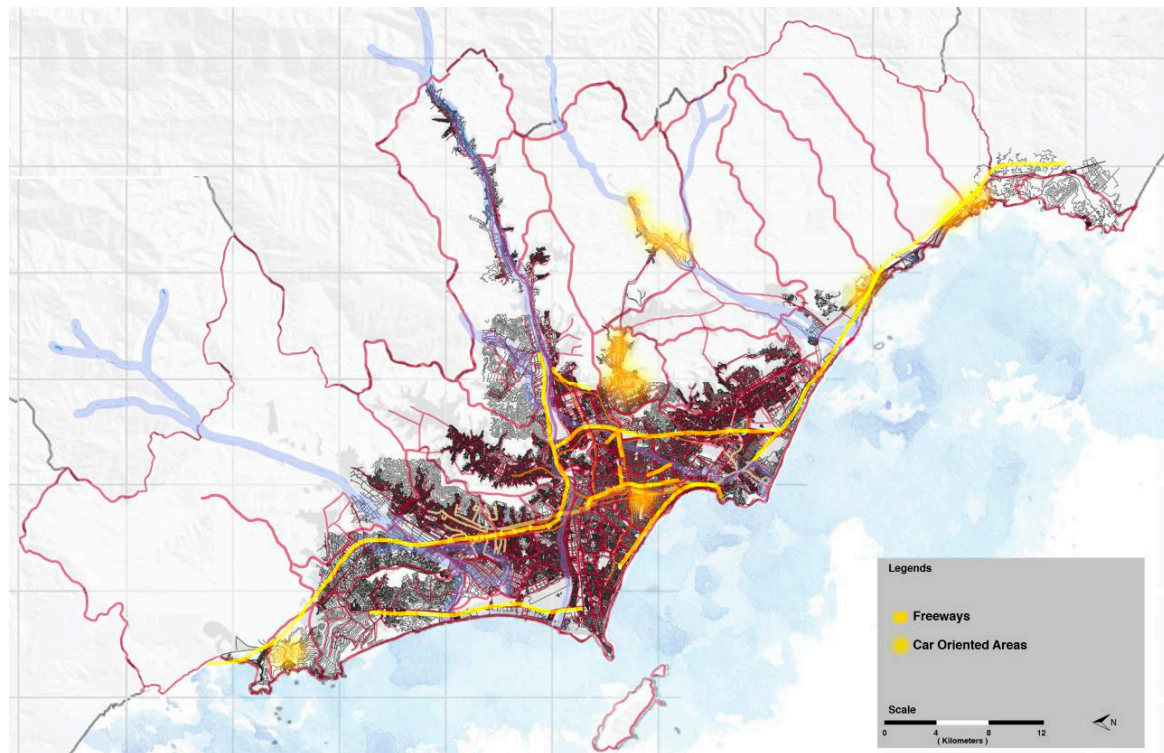 Legends
Freeways
Car Oriented Areas
Scale
0 4 8 12
( Kilometers )
N